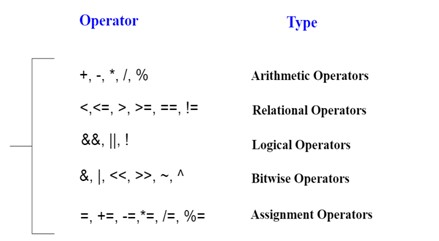 Operator Type
+, -, *, /, % Arithmetic Operators
<,<=, >, >=, ==, != Relational Operators
&&, ||, ! Logical Operators
&, |, <<, >>, ~, ^ Bitwise Operators
=, +=, -=,*=, /=, %= Assignment Operators